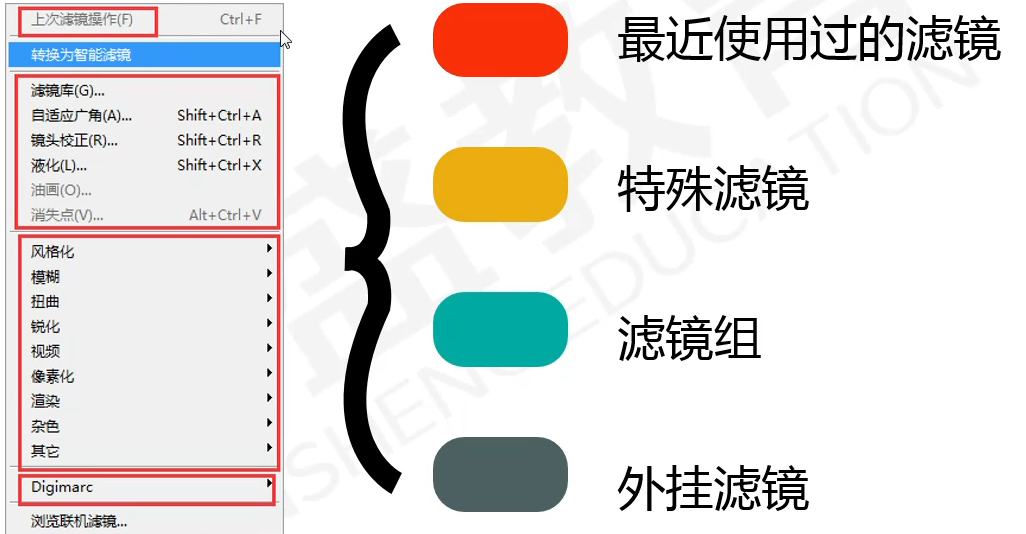 上次滤镜操作(F) Ctrl+F
转换为智能滤镜
滤镜库(G)...
自适应广角(A)... Shift+Ctrl+A
镜头校正(R)... Shift+Ctrl+R
液化(L)... Shift+Ctrl+X
油画(O)...
消失点(V)... Alt+Ctrl+V
风格化
模糊
扭曲
锐化
视频
像素化
渲染
杂色
其它
Digimarc
浏览联机滤镜...
最近使用过的滤镜
特殊滤镜
滤镜组
外挂滤镜
盛教育
SHENG EDUCATION